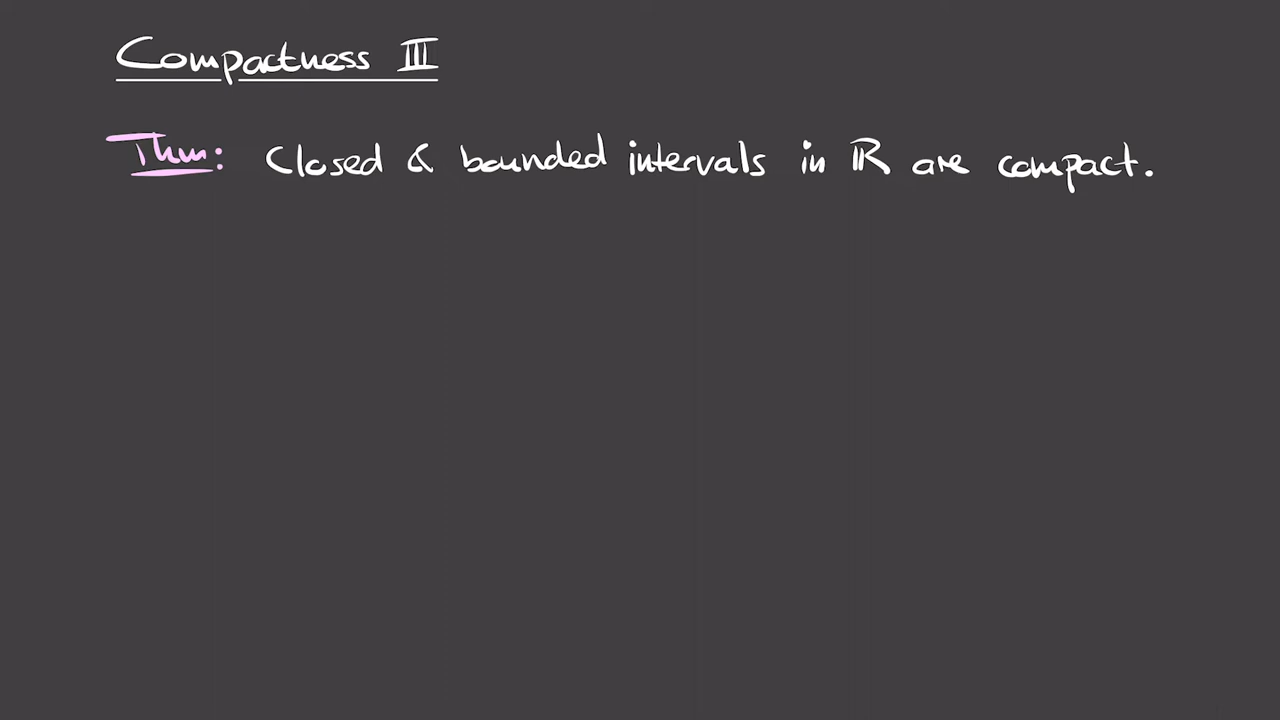 Compactness III
Thm: Closed & bounded intervals in ℝ are compact.